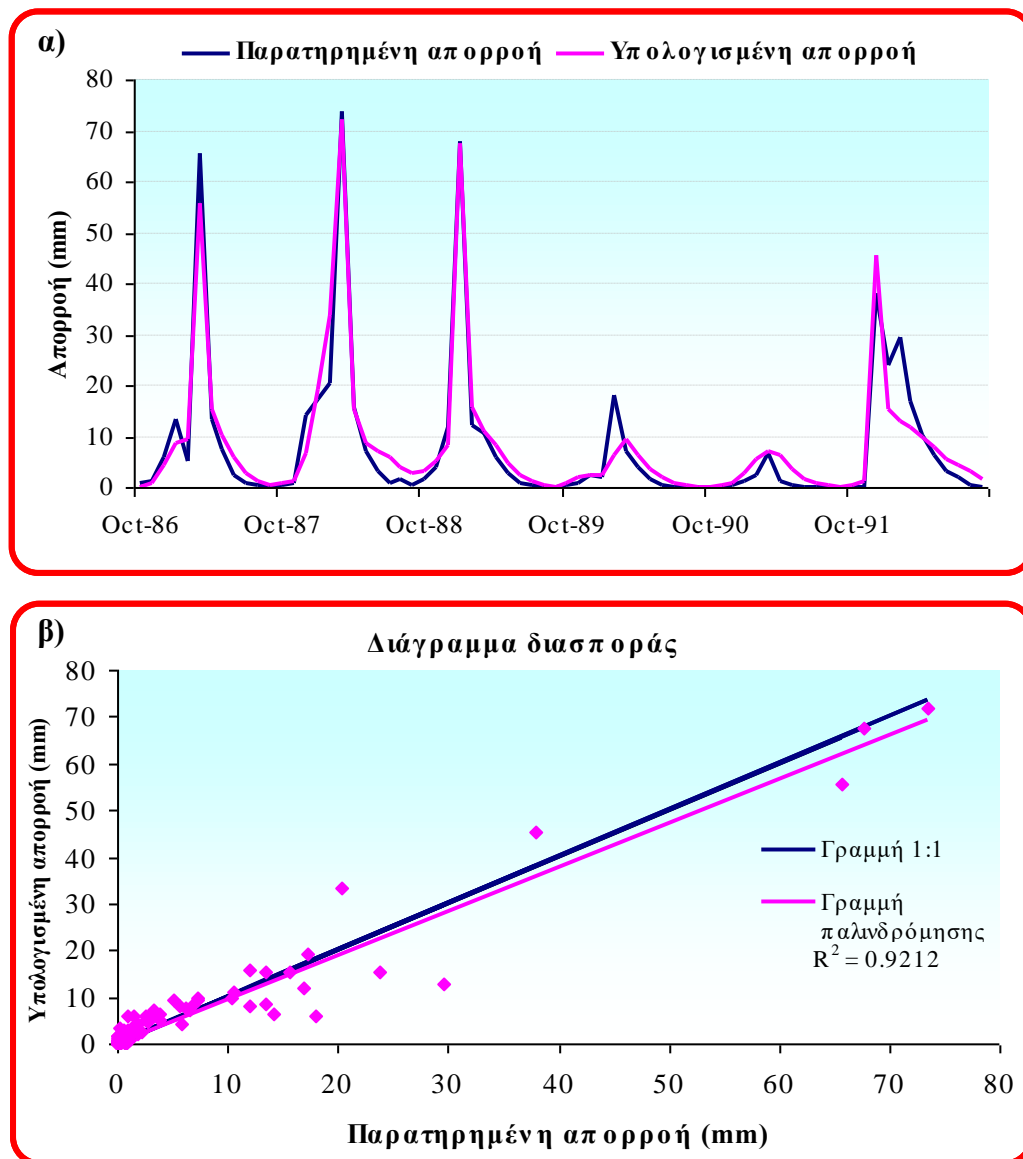 α)
Παρατηρημένη απορροή Υπολογισμένη απορροή
80
70
60
50
40
30
20
10
0
Απορροή (mm)
Oct-86 Oct-87 Oct-88 Oct-89 Oct-90 Oct-91
β)
Διάγραμμα διασποράς
80
70
60
50
40
30
20
10
0
Υπολογισμένη απορροή (mm)
Γραμμή 1:1
Γραμμή
παλινδρόμησης
R² = 0.9212
0 10 20 30 40 50 60 70 80
Παρατηρημένη απορροή (mm)